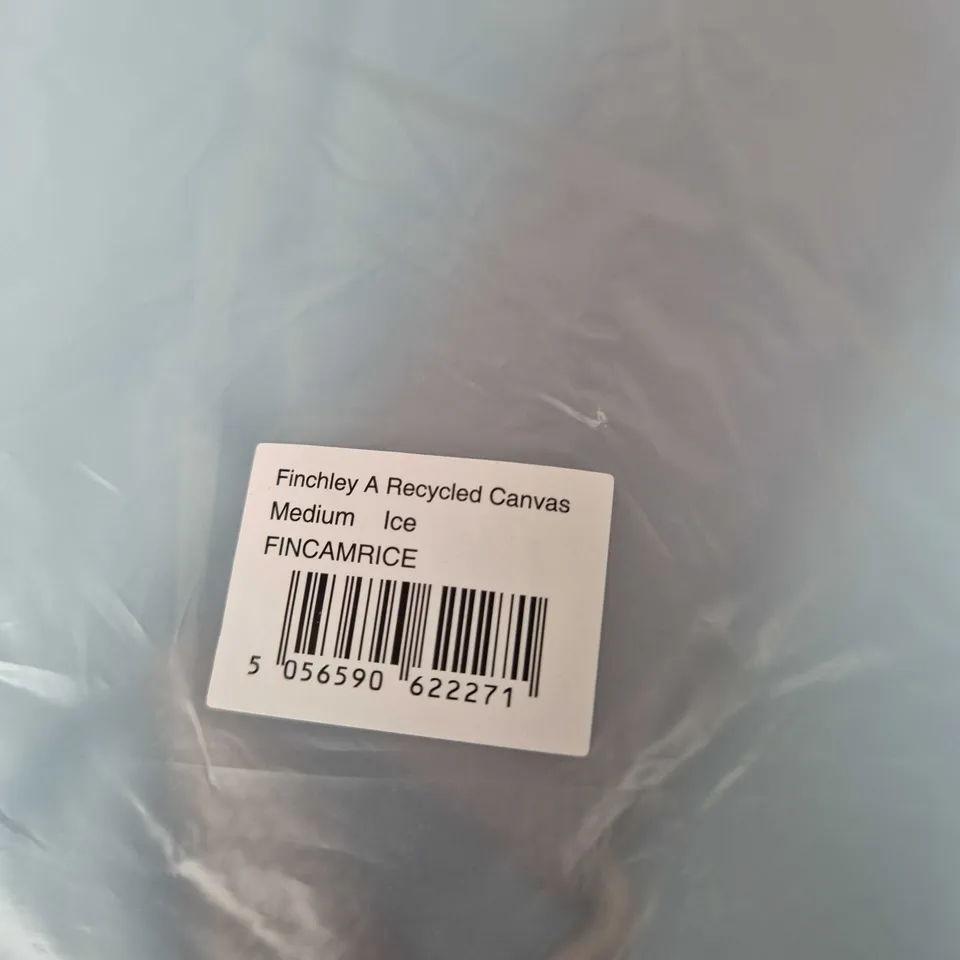 Finchley A Recycled Canvas
Medium Ice
FINCAMRICE
5 056590 622271